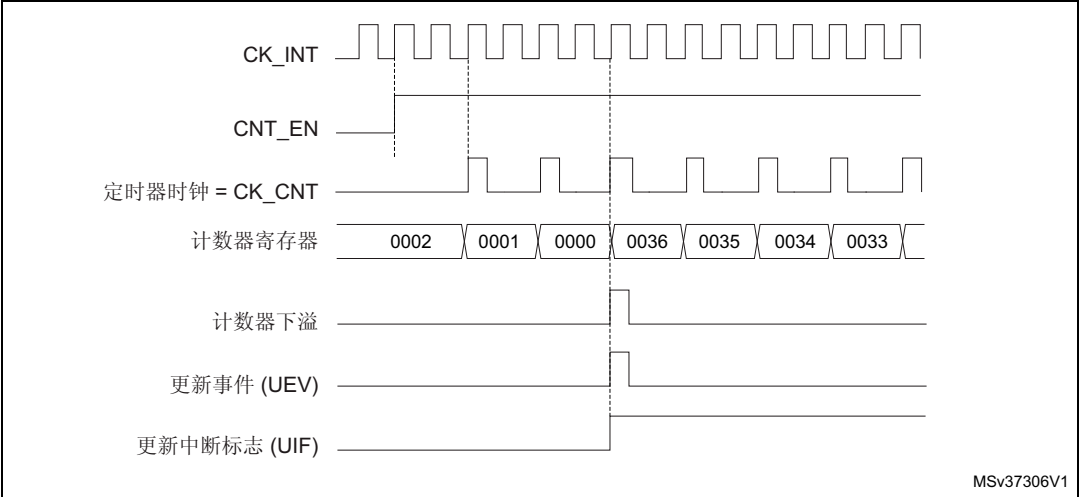 CK_INT
CNT_EN
定时器时钟 = CK_CNT
计数器寄存器 0002 0001 0000 0036 0035 0034 0033
计数器下溢
更新事件 (UEV)
更新中断标志 (UIF)
MSv37306V1